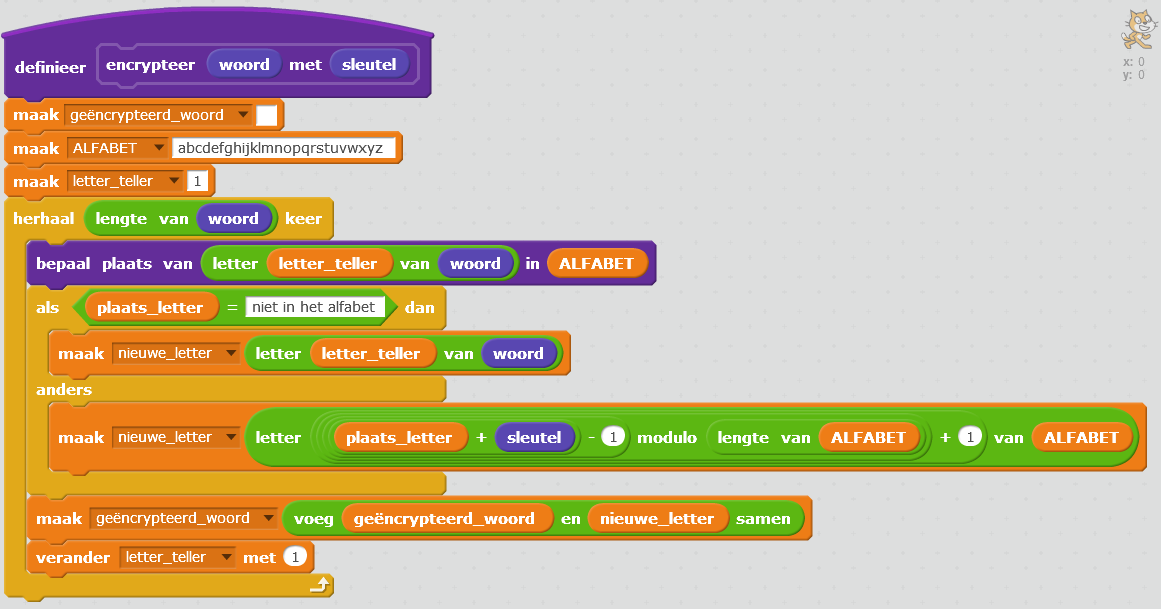 definieer encrypteer woord met sleutel
x: 0
y: 0
maak geëncrypteerd_woord
maak ALFABET abcdefghijklmnopqrstuvwxyz
maak letter_teller 1
herhaal lengte van woord keer
bepaal plaats van letter letter_teller van woord in ALFABET
als plaats_letter = niet in het alfabet dan
maak nieuwe_letter letter letter_teller van woord
anders
maak nieuwe_letter letter plaats_letter + sleutel - 1 modulo lengte van ALFABET + 1 van ALFABET
maak geëncrypteerd_woord voeg geëncrypteerd_woord en nieuwe_letter samen
verander letter_teller met 1